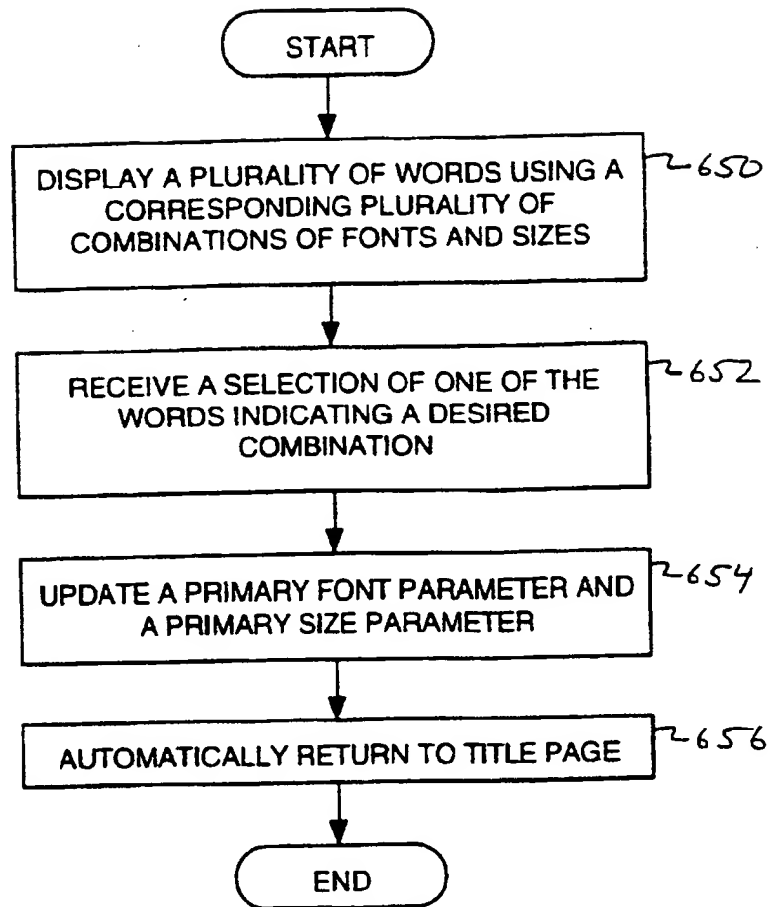 START
DISPLAY A PLURALITY OF WORDS USING A
CORRESPONDING PLURALITY OF
COMBINATIONS OF FONTS AND SIZES
650
RECEIVE A SELECTION OF ONE OF THE
WORDS INDICATING A DESIRED
COMBINATION
652
UPDATE A PRIMARY FONT PARAMETER AND
A PRIMARY SIZE PARAMETER
654
AUTOMATICALLY RETURN TO TITLE PAGE
656
END